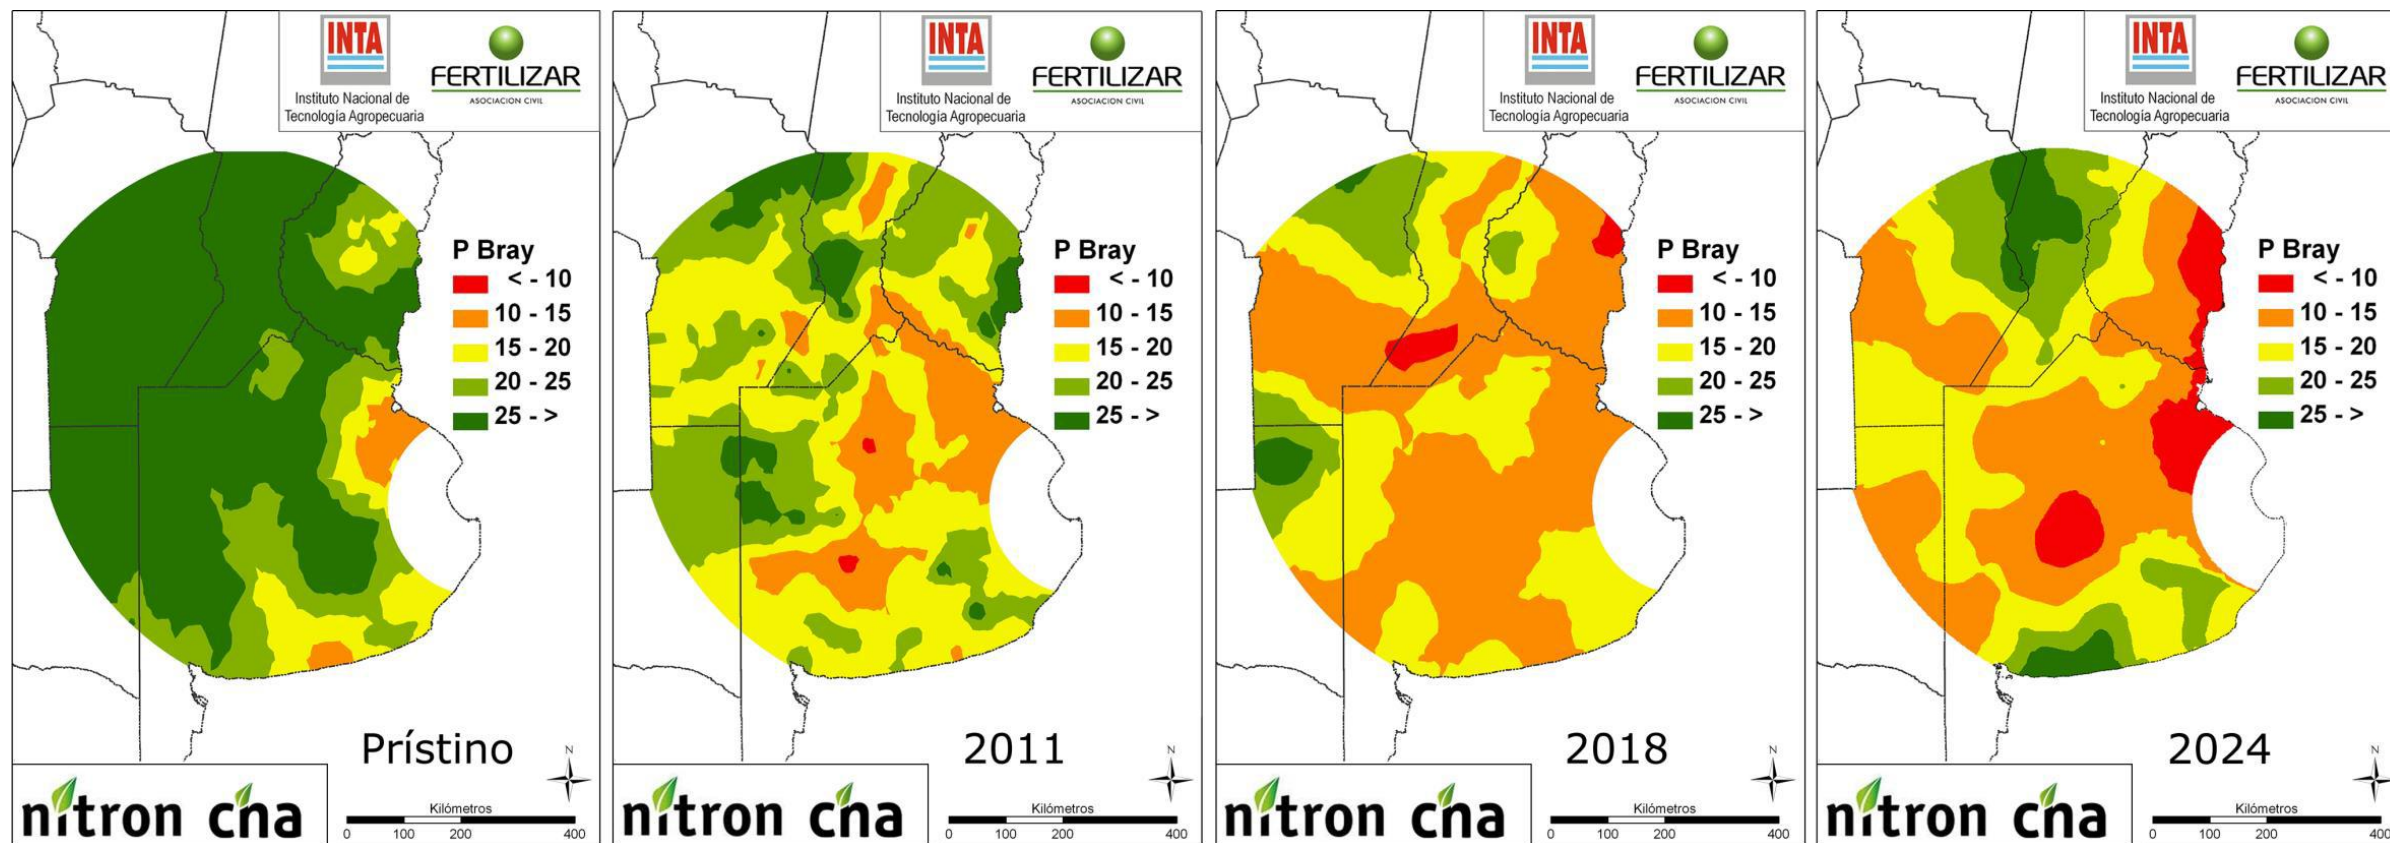 INTA
Instituto Nacional de
Tecnología Agropecuaria
FERTILIZAR
ASOCIACION CIVIL
P Bray
< - 10
10 - 15
15 - 20
20 - 25
25 - >
Prístino
N
nitron cna
Kilómetros
0 100 200 400
INTA
Instituto Nacional de
Tecnología Agropecuaria
FERTILIZAR
ASOCIACION CIVIL
P Bray
< - 10
10 - 15
15 - 20
20 - 25
25 - >
2011
N
nitron cna
Kilómetros
0 100 200 400
INTA
Instituto Nacional de
Tecnología Agropecuaria
FERTILIZAR
ASOCIACION CIVIL
P Bray
< - 10
10 - 15
15 - 20
20 - 25
25 - >
2018
N
nitron cna
Kilómetros
0 100 200 400
INTA
Instituto Nacional de
Tecnología Agropecuaria
FERTILIZAR
ASOCIACION CIVIL
P Bray
< - 10
10 - 15
15 - 20
20 - 25
25 - >
2024
N
nitron cna
Kilómetros
0 100 200 400